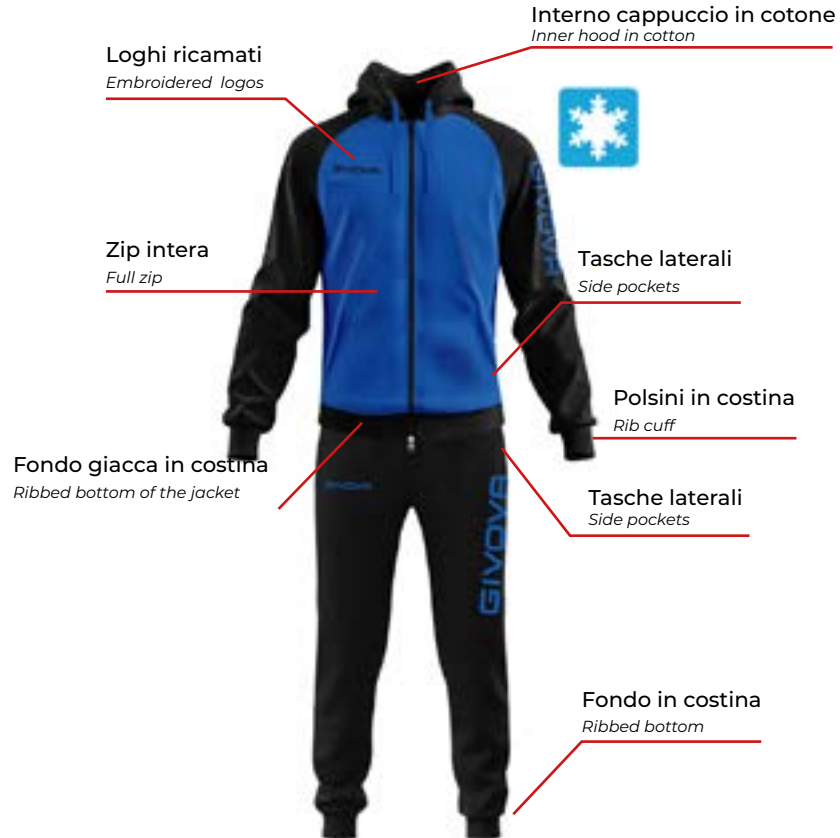 Interno cappuccio in cotone
Inner hood in cotton
Loghi ricamati
Embroidered logos
GIVOVA
Zip intera
Full zip
Tasche laterali
Side pockets
Polsini in costina
Rib cuff
Fondo giacca in costina
Ribbed bottom of the jacket
GIVOVA
Tasche laterali
Side pockets
GIVOVA
Fondo in costina
Ribbed bottom